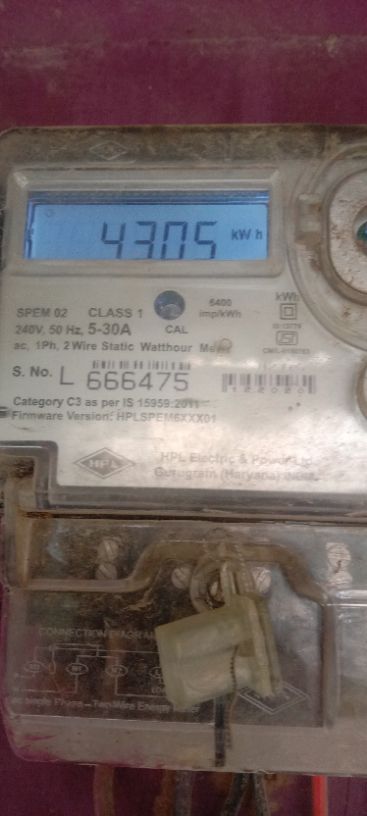 4305 kWh
SPEM 02 CLASS 1 6400 imp/kWh kWh
240V, 50 Hz, 5-30A CAL
ac, 1Ph, 2 Wire Static Watthour Meter
S. No. L 666475
Category C3 as per IS 15959:2011
Firmware Version: HPLSPEM6XXX01
HPL
HPL Electric & Power Ltd
Gurugram (Haryana)
CONNECTION DIAGRAM